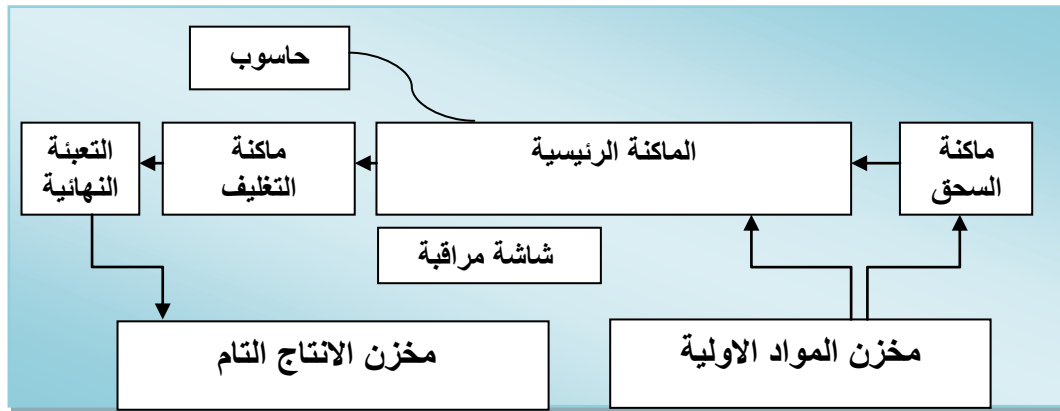 حاسوب
ماكنة
السحق
الماكنة الرئيسية
ماكنة
التغليف
التعبئة
النهائية
شاشة مراقبة
مخزن المواد الاولية
مخزن الانتاج التام